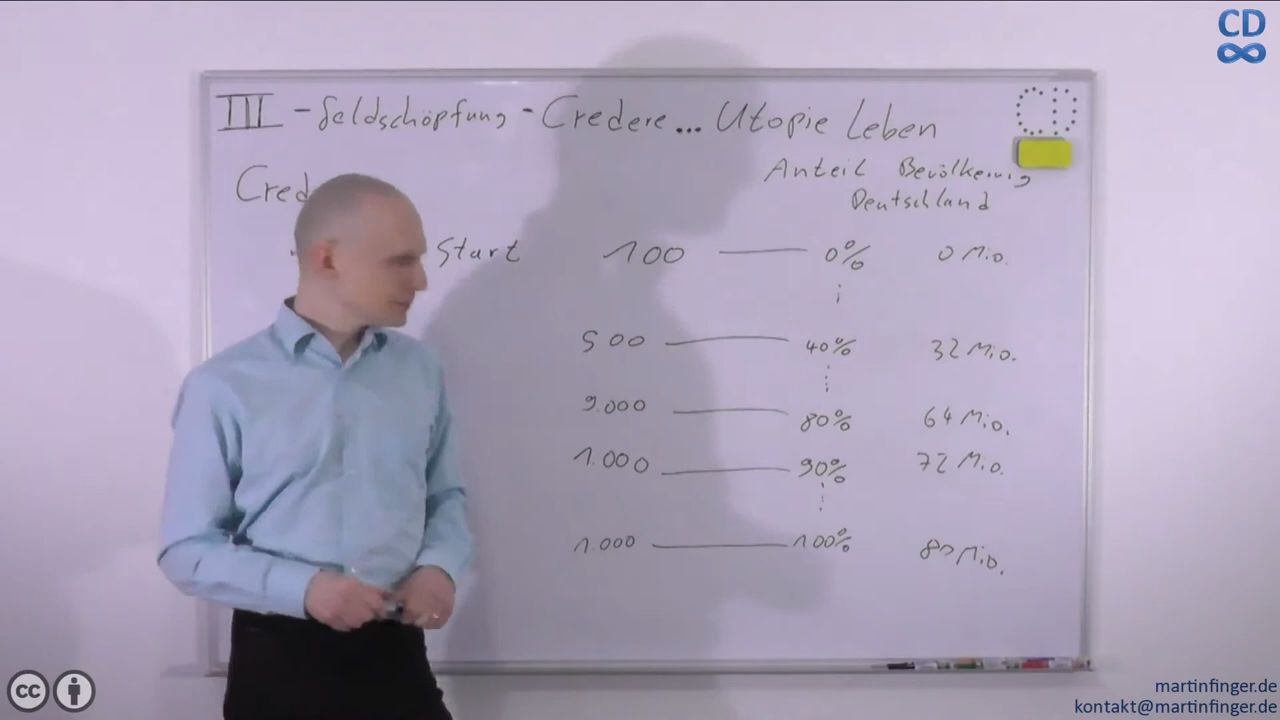 CD
∞
III - Geldschöpfung - Credere... Utopie Leben
CD
Cred
Anteil Bevölkerung
Deutschland
Start 100 — 0% 0 Mio.
500 — 40% 32 Mio.
9.000 — 80% 64 Mio.
1.000 — 90% 72 Mio.
1.000 — 100% 80 Mio.
cc
martinfinger.de
kontakt@martinfinger.de